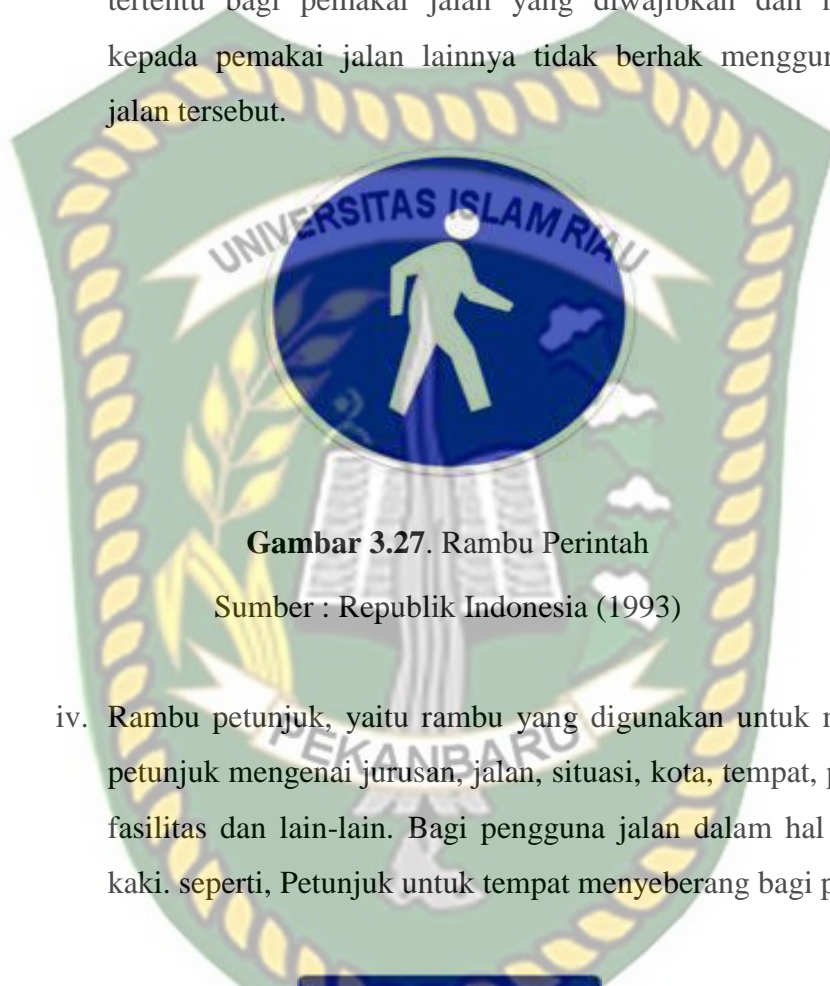 tertentu bagi pemakai jalan yang diwajibkan dan
kepada pemakai jalan lainnya tidak berhak
jalan tersebut.
UNIVERSITAS ISLAM RIAU
Gambar 3.27. Rambu Perintah
Sumber : Republik Indonesia (1993)
iv. Rambu petunjuk, yaitu rambu yang digunakan untuk
PEKANBARU
petunjuk mengenai jurusan, jalan, situasi, kota, tempat,
fasilitas dan lain-lain. Bagi pengguna jalan dalam hal
kaki. seperti, Petunjuk untuk tempat menyeberang bagi